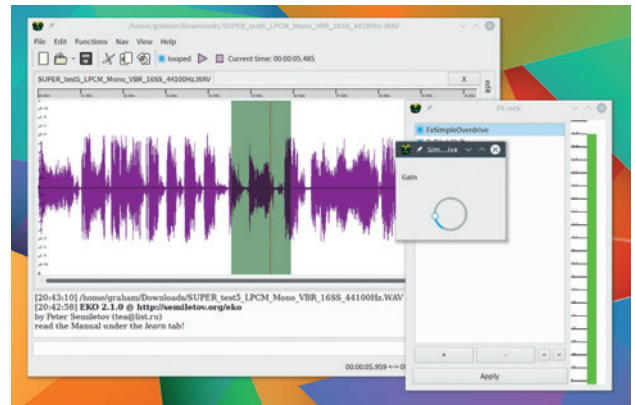 /home/graham/Downloads/SUPER_test5_LPCM_Mono_VBR_16SS_44100Hz.WAV
File Edit Functions Nav View Help
looped Current time: 00:00:05.485
SUPER_test5_LPCM_Mono_VBR_16SS_44100Hz.WAV X
edit
[20:43:10] /home/graham/Downloads/SUPER_test5_LPCM_Mono_VBR_16SS_44100Hz.WAV
[20:42:58] EKO 2.1.0 @ http://semiletov.org/eko
by Peter Semiletov (tea@list.ru)
read the Manual under the learn tab!
00:00:05.959 <->
FX rack
FxSimpleOverdrive
Sim...ive
Gain
+ -
Apply